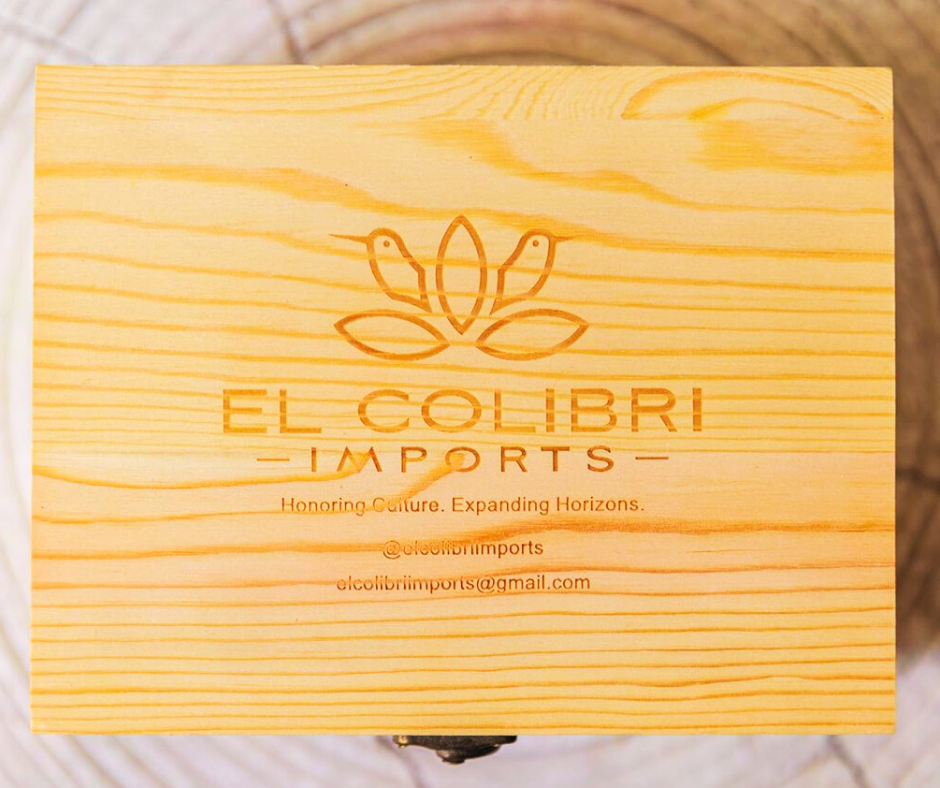 EL COLIBRI
— IMPORTS —
Honoring Culture. Expanding Horizons.
@elcolibriimports
elcolibriimports@gmail.com